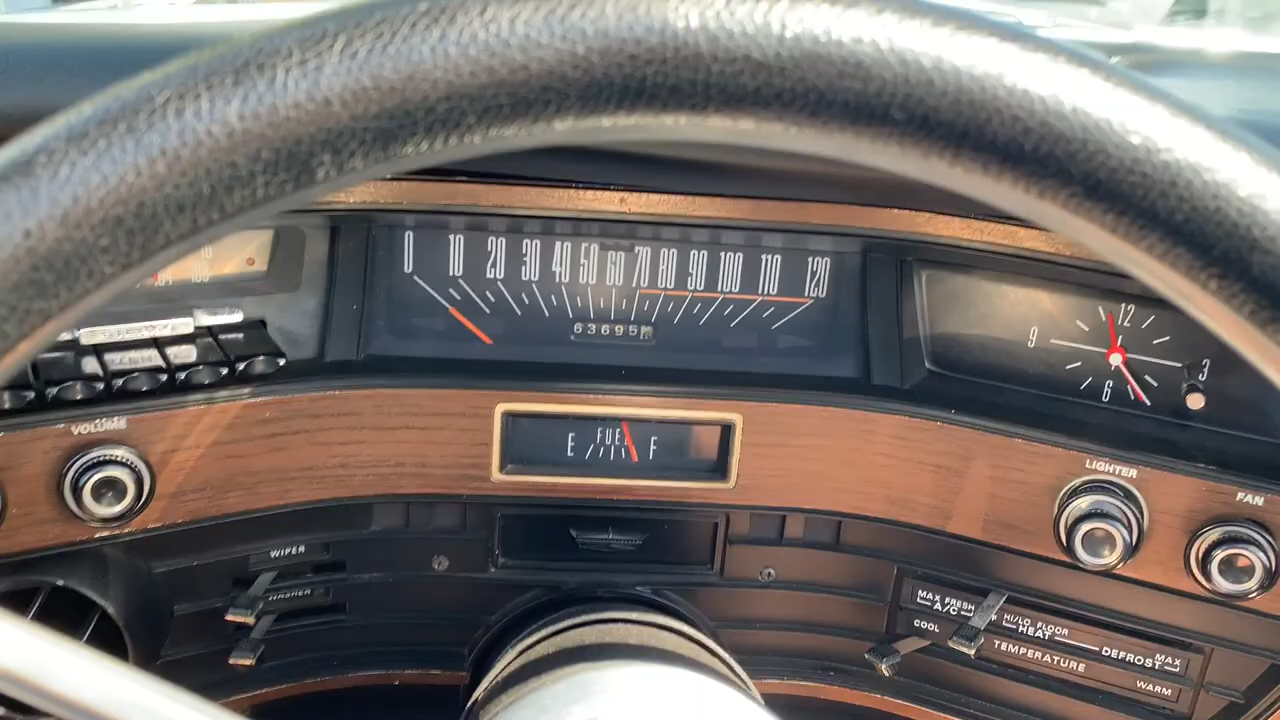 0 10 20 30 40 50 60 70 80 90 100 110 120
63695
12
9
3
6
VOLUME
FUEL
E F
LIGHTER
FAN
WIPER
WASHER
MAX FRESH
A/C
HI/LO FLOOR
HEAT
DEFROST MAX
COOL
TEMPERATURE
WARM